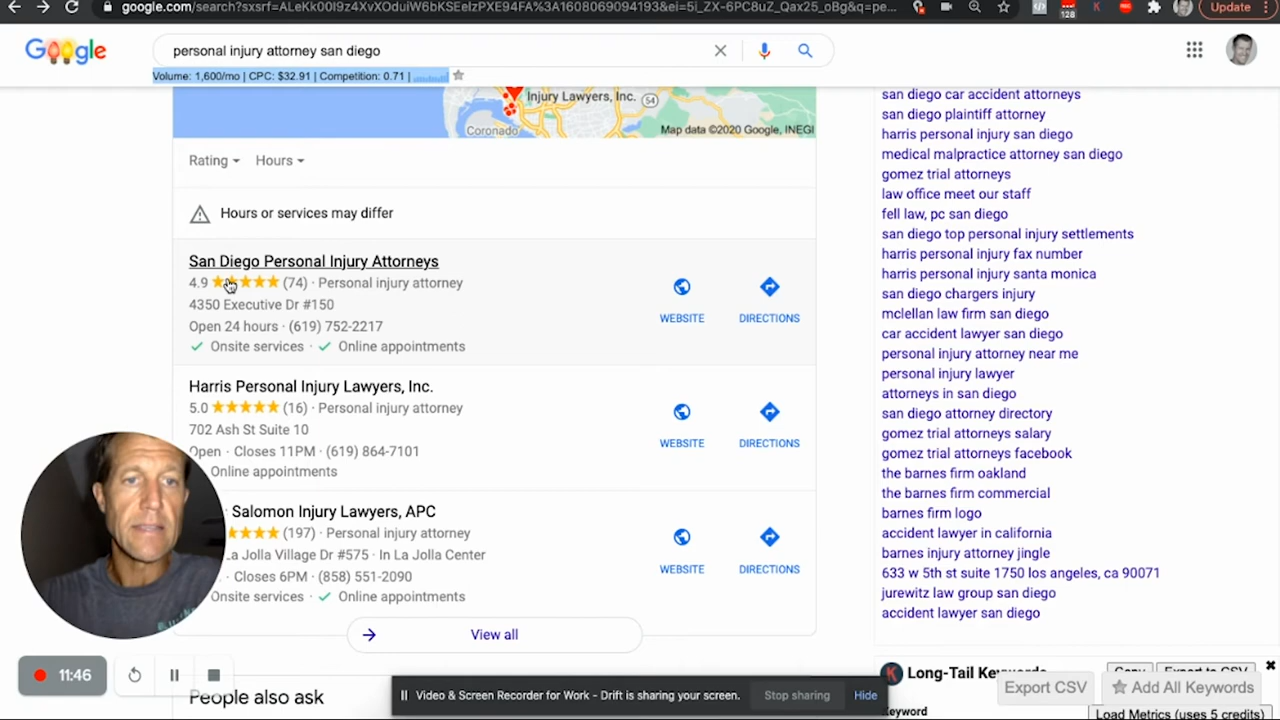 google.com/search?sxsrf=ALeKk00I9z4XVXOduiW6bKSEeIzPXE94FA%3A1608069094193&ei=5i_ZX-6PC8uZ_Qax25_oBg&q=pe...
128
Update
Google
personal injury attorney san diego
Volume: 1,600/mo | CPC: $32.91 | Competition: 0.71 |
Injury Lawyers, Inc.
54
Coronado
Map data ©2020 Google, INEGI
Rating
Hours
Hours or services may differ
San Diego Personal Injury Attorneys
4.9 (74) · Personal injury attorney
4350 Executive Dr #150
Open 24 hours · (619) 752-2217
Onsite services · Online appointments
WEBSITE
DIRECTIONS
Harris Personal Injury Lawyers, Inc.
5.0 (16) · Personal injury attorney
702 Ash St Suite 10
Open · Closes 11PM · (619) 864-7101
Online appointments
WEBSITE
DIRECTIONS
Salomon Injury Lawyers, APC
(197) · Personal injury attorney
La Jolla Village Dr #575 · In La Jolla Center
Closes 6PM · (858) 551-2090
Onsite services · Online appointments
WEBSITE
DIRECTIONS
View all
People also ask
san diego car accident attorneys
san diego plaintiff attorney
harris personal injury san diego
medical malpractice attorney san diego
gomez trial attorneys
law office meet our staff
fell law, pc san diego
san diego top personal injury settlements
harris personal injury fax number
harris personal injury santa monica
san diego chargers injury
mclellan law firm san diego
car accident lawyer san diego
personal injury attorney near me
personal injury lawyer
attorneys in san diego
san diego attorney directory
gomez trial attorneys salary
gomez trial attorneys facebook
the barnes firm oakland
the barnes firm commercial
barnes firm logo
accident lawyer in california
barnes injury attorney jingle
633 w 5th st suite 1750 los angeles, ca 90071
jurewitz law group san diego
accident lawyer san diego
Long-Tail Keywords
Copy
Export to CSV
Export CSV
Add All Keywords
Keyword
Load Metrics (uses 5 credits)
11:46
Video & Screen Recorder for Work - Drift is sharing your screen.
Stop sharing
Hide